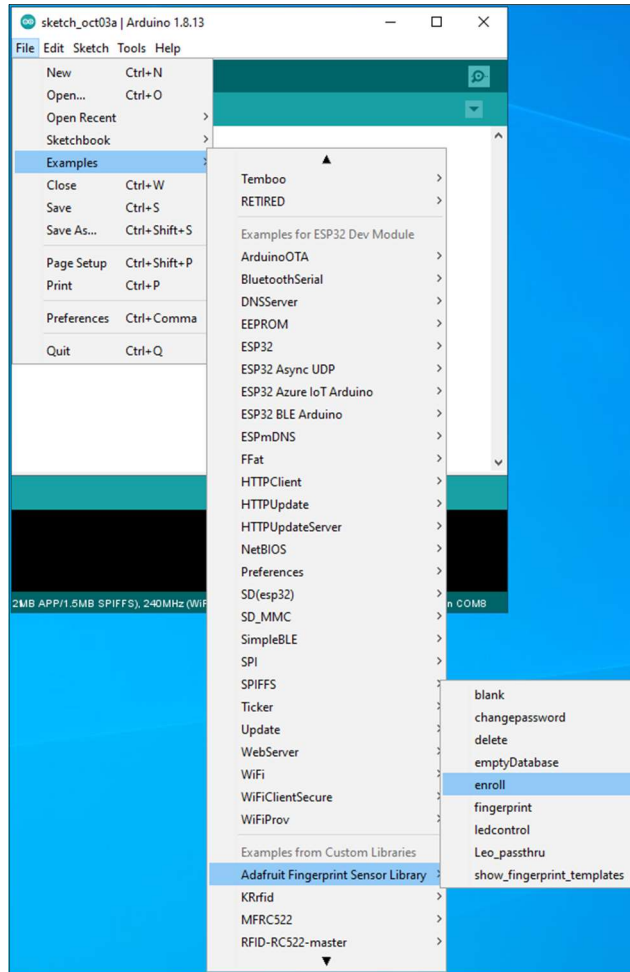 sketch_oct03a | Arduino 1.8.13
File Edit Sketch Tools Help
New Ctrl+N
Open... Ctrl+O
Open Recent
Sketchbook
Examples
Close Ctrl+W
Save Ctrl+S
Save As... Ctrl+Shift+S
Page Setup Ctrl+Shift+P
Print Ctrl+P
Preferences Ctrl+Comma
Quit Ctrl+Q
Temboo
RETIRED
Examples for ESP32 Dev Module
ArduinoOTA
BluetoothSerial
DNSServer
EEPROM
ESP32
ESP32 Async UDP
ESP32 Azure IoT Arduino
ESP32 BLE Arduino
ESPmDNS
FFat
HTTPClient
HTTPUpdate
HTTPUpdateServer
NetBIOS
Preferences
SD(esp32)
SD_MMC
SimpleBLE
SPI
SPIFFS
Ticker
Update
WebServer
WiFi
WiFiClientSecure
WiFiProv
Examples from Custom Libraries
Adafruit Fingerprint Sensor Library
KRrfid
MFRC522
RFID-RC522-master
blank
changepassword
delete
emptyDatabase
enroll
fingerprint
ledcontrol
Leo_passthru
show_fingerprint_templates
2MB APP/1.5MB SPIFFS), 240MHz (WiF n COM8